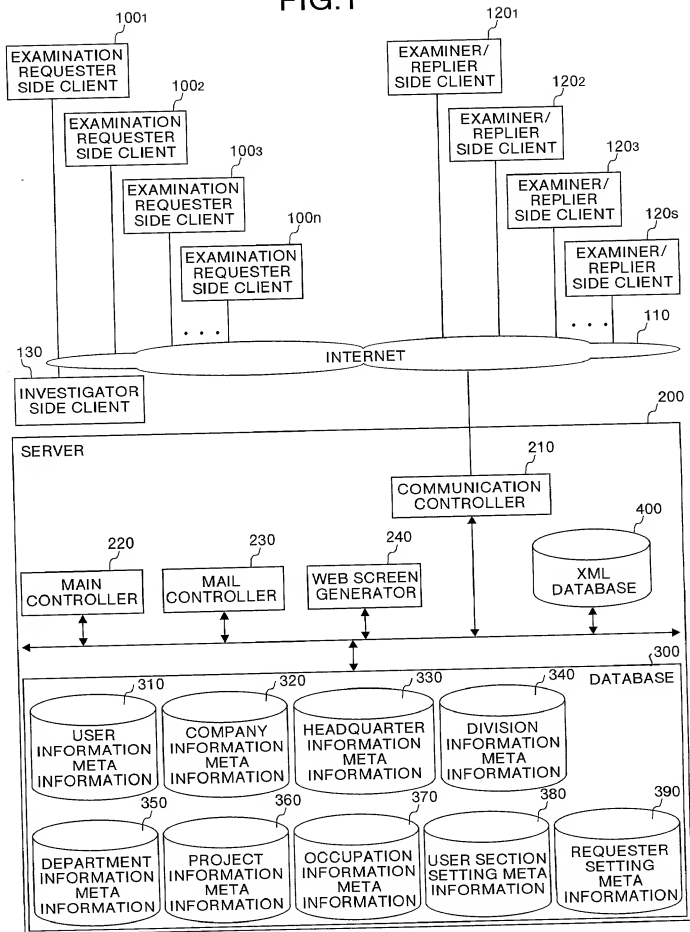 FIG.1
100₁
EXAMINATION
REQUESTER
SIDE CLIENT
100₂
EXAMINATION
REQUESTER
SIDE CLIENT
100₃
EXAMINATION
REQUESTER
SIDE CLIENT
100n
EXAMINATION
REQUESTER
SIDE CLIENT
120₁
EXAMINER/
REPLIER
SIDE CLIENT
120₂
EXAMINER/
REPLIER
SIDE CLIENT
120₃
EXAMINER/
REPLIER
SIDE CLIENT
120s
EXAMINER/
REPLIER
SIDE CLIENT
. . .
. . .
110
INTERNET
130
INVESTIGATOR
SIDE CLIENT
200
SERVER
210
COMMUNICATION
CONTROLLER
220
MAIN
CONTROLLER
230
MAIL
CONTROLLER
240
WEB SCREEN
GENERATOR
400
XML
DATABASE
300
DATABASE
310
USER
INFORMATION
META
INFORMATION
320
COMPANY
INFORMATION
META
INFORMATION
330
HEADQUARTER
INFORMATION
META
INFORMATION
340
DIVISION
INFORMATION
META
INFORMATION
350
DEPARTMENT
INFORMATION
META
INFORMATION
360
PROJECT
INFORMATION
META
INFORMATION
370
OCCUPATION
INFORMATION
META
INFORMATION
380
USER SECTION
SETTING META
INFORMATION
390
REQUESTER
SETTING
META
INFORMATION